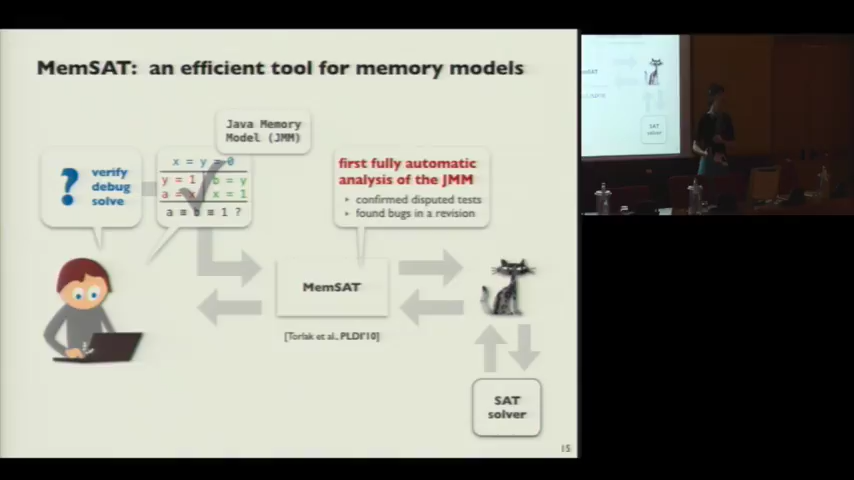 MemSAT: an efficient tool for memory models
Java Memory
Model (JMM)
?
verify
debug
solve
x = y = 0
y = 1 b = y
a = x x = 1
a = b = 1 ?
first fully automatic
analysis of the JMM
‣ confirmed disputed tests
‣ found bugs in a revision
MemSAT
[Torlak et al., PLDI'10]
SAT
solver
15
SAT
solver